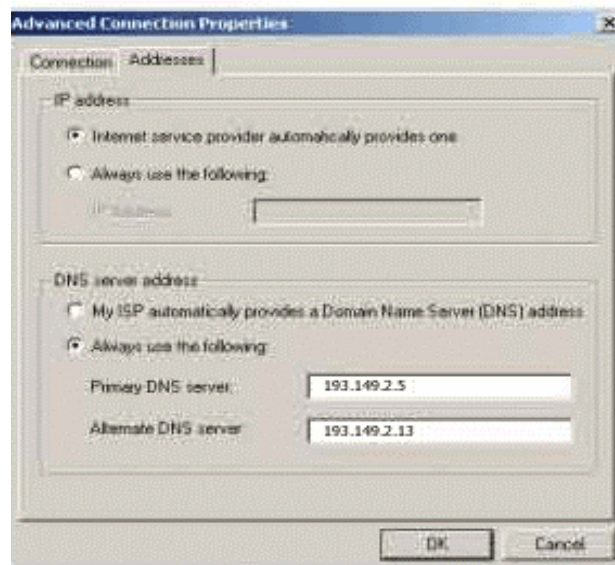 Advanced Connection Properties
Connection Addresses
IP address
Internet service provider automatically provides one
Always use the following:
IP Address
DNS server address
My ISP automatically provides a Domain Name Server (DNS) address
Always use the following:
Primary DNS server:
193.149.2.5
Alternate DNS server
193.149.2.13
OK Cancel